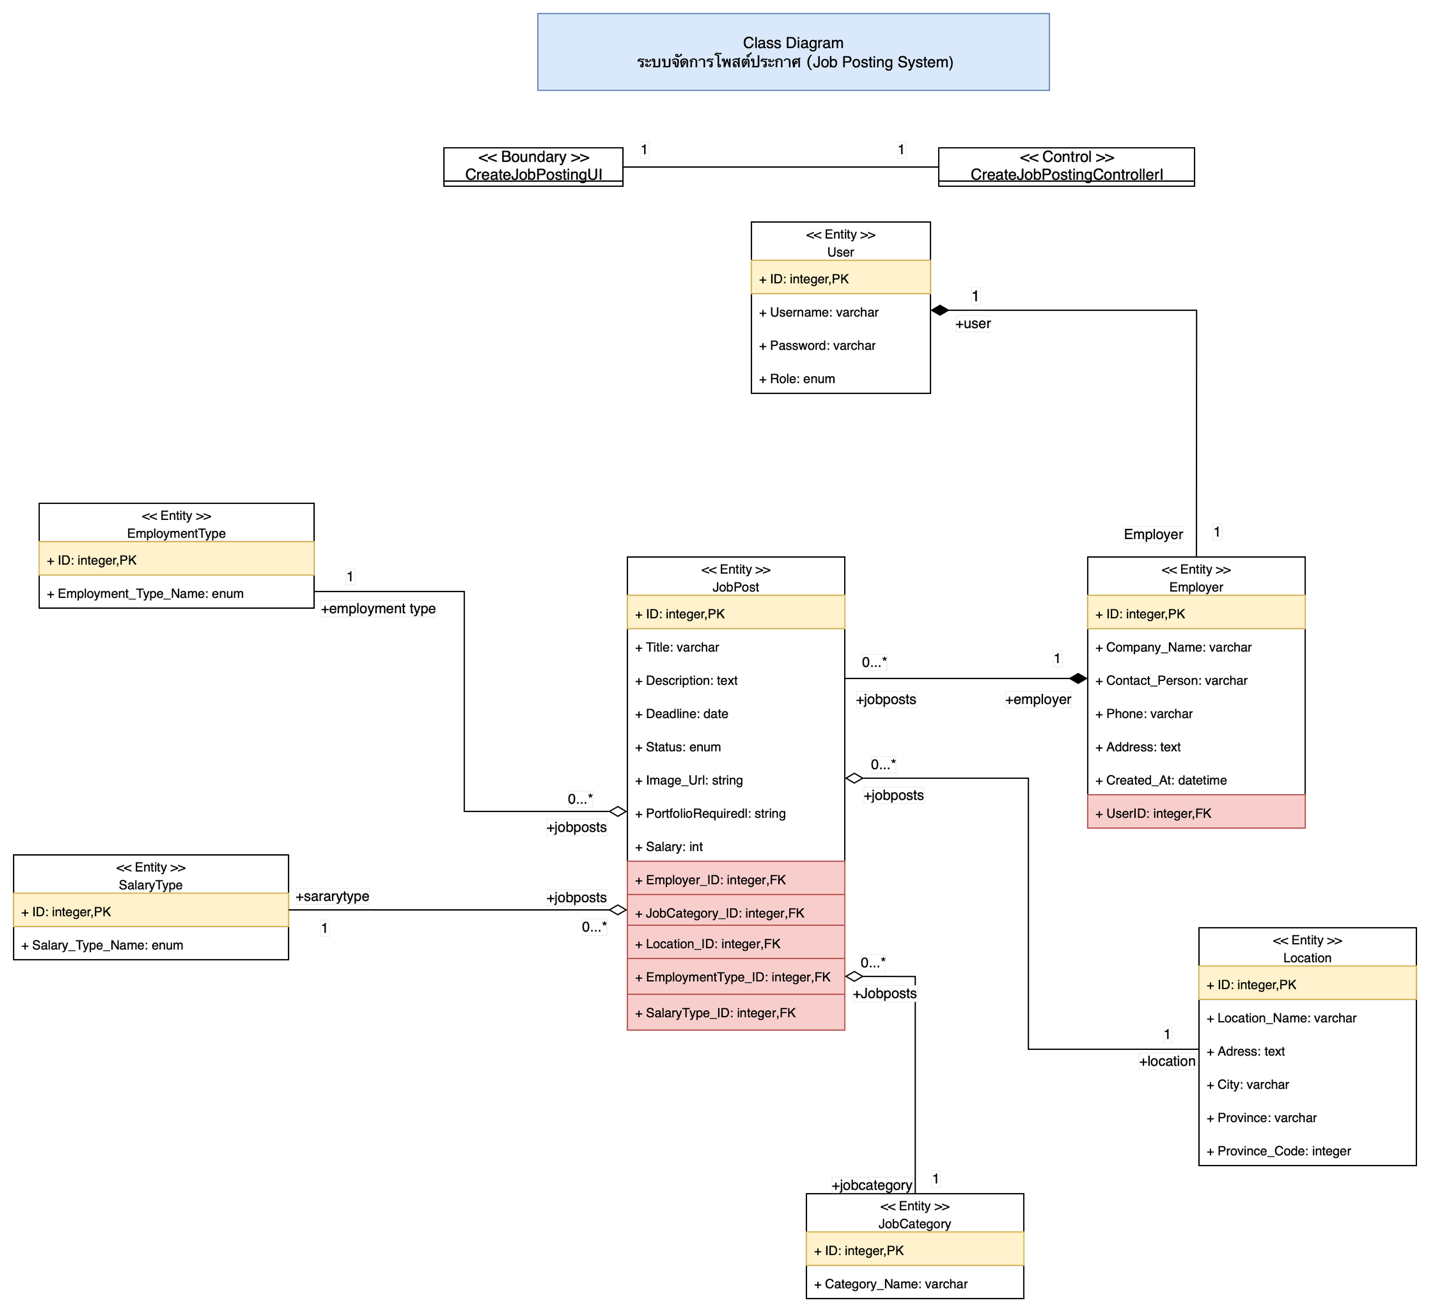 Class Diagram
ระบบจัดการโพสต์ประกาศ (Job Posting System)
<< Boundary >>
CreateJobPostingUI
1
1
<< Control >>
CreateJobPostingControllerl
<< Entity >>
User
+ ID: integer,PK
+ Username: varchar
+ Password: varchar
+ Role: enum
1
+user
Employer
1
<< Entity >>
EmploymentType
+ ID: integer,PK
+ Employment_Type_Name: enum
1
+employment type
0...*
+jobposts
<< Entity >>
JobPost
+ ID: integer,PK
+ Title: varchar
+ Description: text
+ Deadline: date
+ Status: enum
+ Image_Url: string
+ PortfolioRequiredl: string
+ Salary: int
+ Employer_ID: integer,FK
+ JobCategory_ID: integer,FK
+ Location_ID: integer,FK
+ EmploymentType_ID: integer,FK
+ SalaryType_ID: integer,FK
0...*
+jobposts
1
+employer
<< Entity >>
Employer
+ ID: integer,PK
+ Company_Name: varchar
+ Contact_Person: varchar
+ Phone: varchar
+ Address: text
+ Created_At: datetime
+ UserID: integer,FK
0...*
+jobposts
<< Entity >>
SalaryType
+ ID: integer,PK
+ Salary_Type_Name: enum
+sararytype
1
+jobposts
0...*
0...*
+Jobposts
1
+location
<< Entity >>
Location
+ ID: integer,PK
+ Location_Name: varchar
+ Adress: text
+ City: varchar
+ Province: varchar
+ Province_Code: integer
+jobcategory
1
<< Entity >>
JobCategory
+ ID: integer,PK
+ Category_Name: varchar